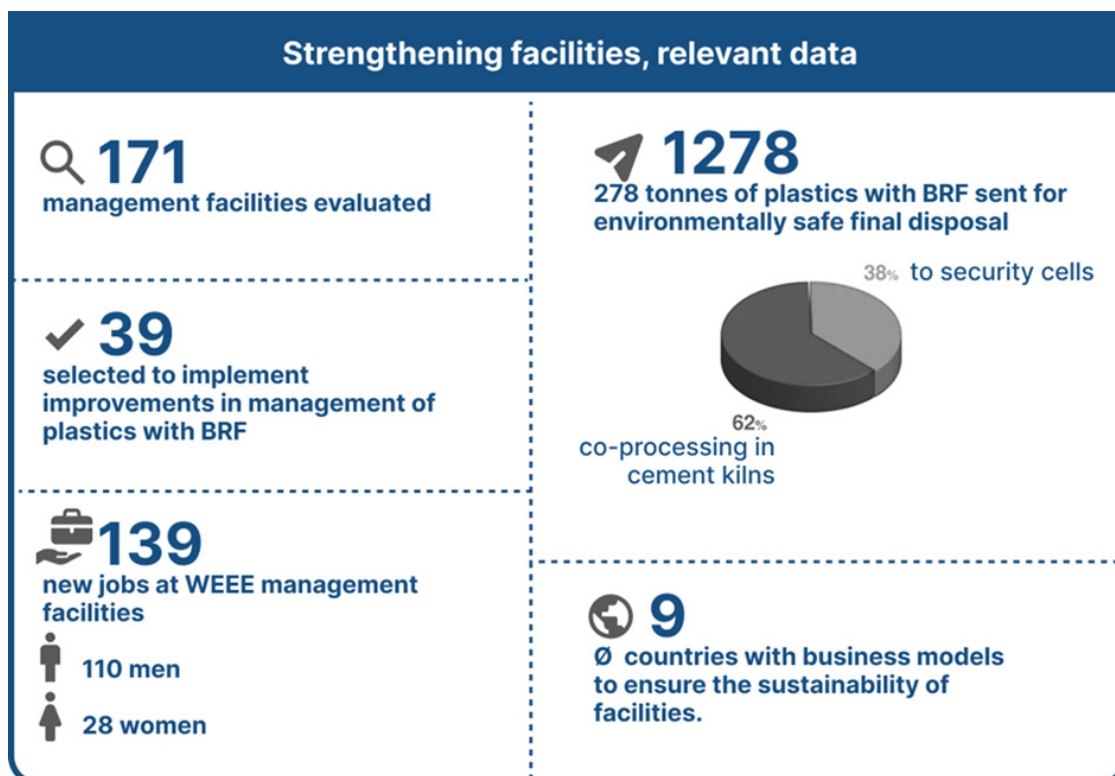 Strengthening facilities, relevant data
171
management facilities evaluated
39
selected to implement
improvements in management of
plastics with BRF
139
new jobs at WEEE management
facilities
110 men
28 women
1278
278 tonnes of plastics with BRF sent for
environmentally safe final disposal
38% to security cells
62%
co-processing in
cement kilns
9
Ø countries with business models
to ensure the sustainability of
facilities.